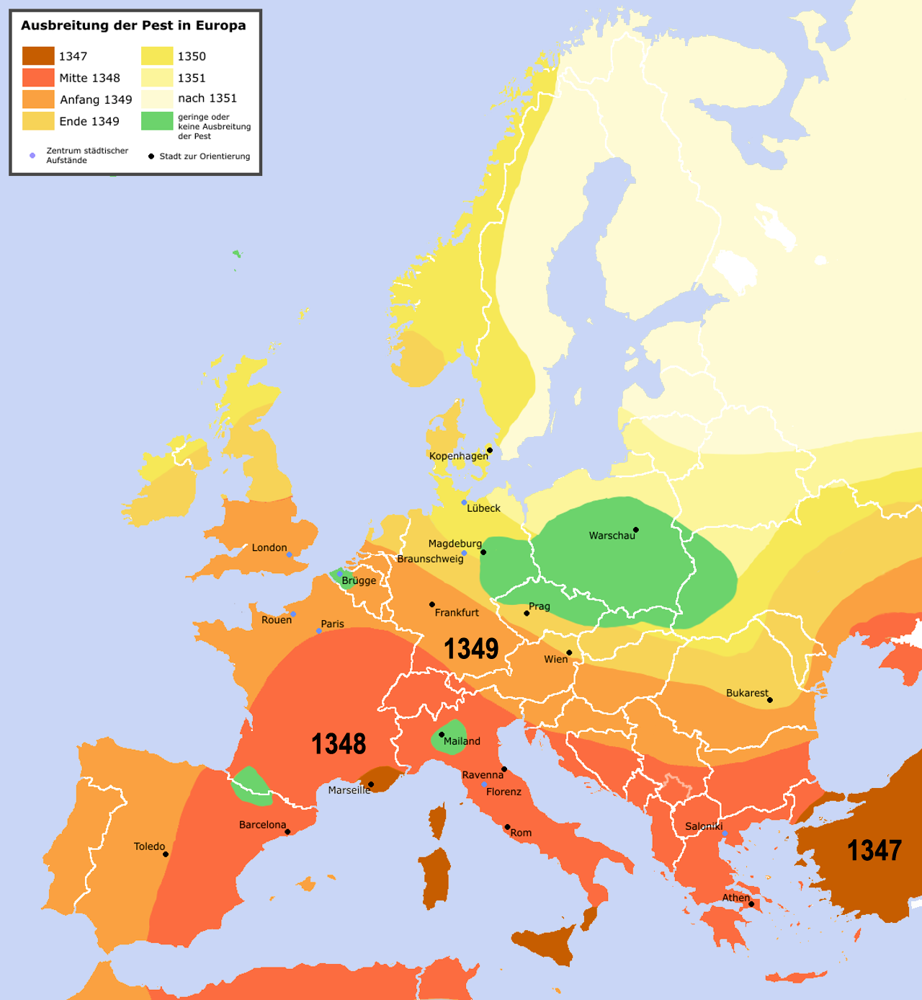 Ausbreitung der Pest in Europa
1347
Mitte 1348
Anfang 1349
Ende 1349
1350
1351
nach 1351
geringe oder
keine Ausbreitung
der Pest
Zentrum städtischer
Aufstände
Stadt zur Orientierung
Kopenhagen
Lübeck
Warschau
Magdeburg
Braunschweig
London
Brügge
Prag
Frankfurt
Rouen
Paris
1349
Wien
Bukarest
Mailand
1348
Ravenna
Marseille
Florenz
Barcelona
Saloniki
Rom
Toledo
1347
Athen